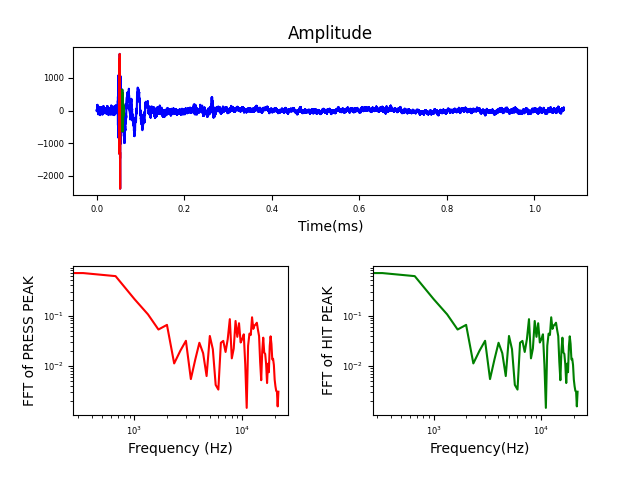 Amplitude
1000
0
−1000
−2000
0.0 0.2 0.4 0.6 0.8 1.0
Time(ms)
FFT of PRESS PEAK
10⁻¹
10⁻²
10³ 10⁴
Frequency (Hz)
FFT of HIT PEAK
10⁻¹
10⁻²
10³ 10⁴
Frequency(Hz)